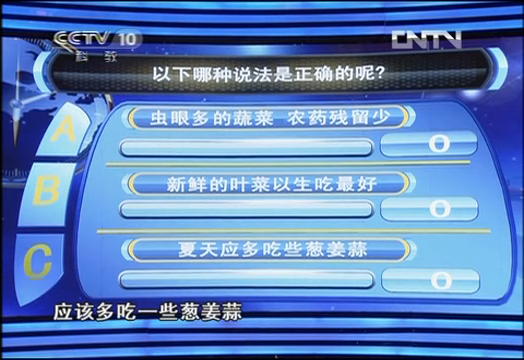 CCTV 10
科教
CNTV
以下哪种说法是正确的呢?
A
虫眼多的蔬菜 农药残留少
0
B
新鲜的叶菜以生吃最好
0
C
夏天应多吃些葱姜蒜
0
应该多吃一些葱姜蒜